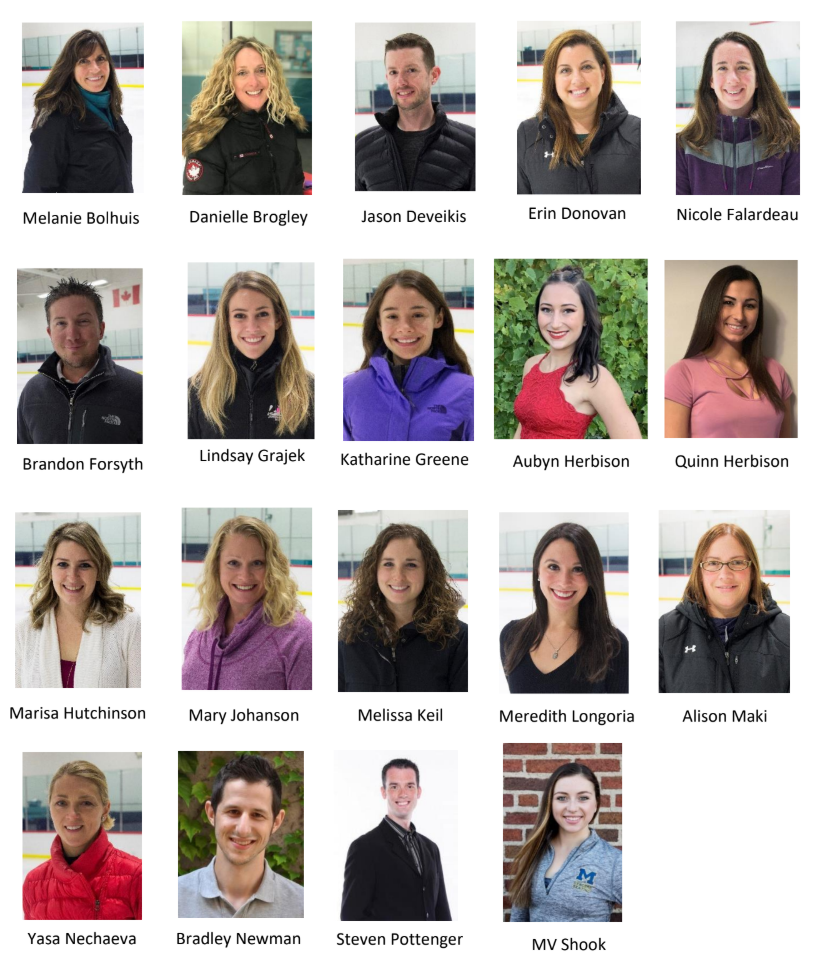 Melanie Bolhuis
Danielle Brogley
Jason Deveikis
Erin Donovan
Nicole Falardeau
Brandon Forsyth
Lindsay Grajek
Katharine Greene
Aubyn Herbison
Quinn Herbison
Marisa Hutchinson
Mary Johanson
Melissa Keil
Meredith Longoria
Alison Maki
Yasa Nechaeva
Bradley Newman
Steven Pottenger
M
MV Shook